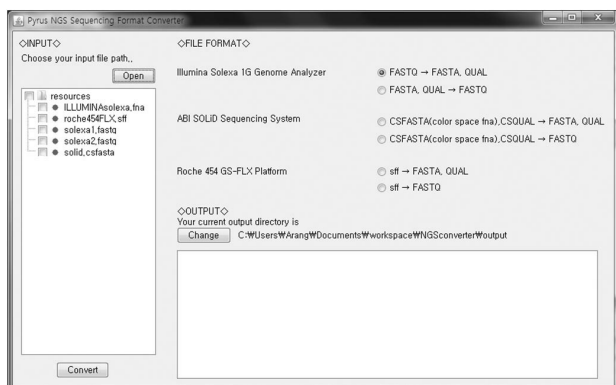 Pyrus NGS Sequencing Format Converter
◇INPUT◇
Choose your input file path,,
Open
resources
ILLUMINAsolexa,fna
roche454FLX,sff
solexa1,fastq
solexa2,fastq
solid,csfasta
Convert
◇FILE FORMAT◇
Illumina Solexa 1G Genome Analyzer
FASTQ → FASTA, QUAL
FASTA, QUAL → FASTQ
ABI SOLiD Sequencing System
CSFASTA(color space fna),CSQUAL → FASTA, QUAL
CSFASTA(color space fna),CSQUAL → FASTQ
Roche 454 GS-FLX Platform
sff → FASTA, QUAL
sff → FASTQ
◇OUTPUT◇
Your current output directory is
Change C:₩Users₩Arang₩Documents₩workspace₩NGSconverter₩output